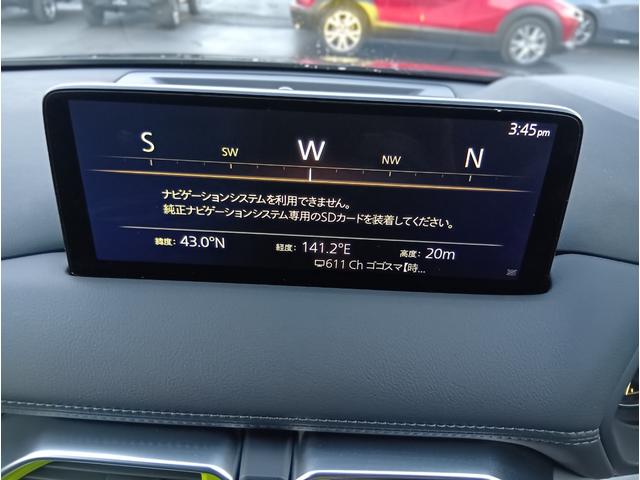 3:45pm
S SW W NW N
ナビゲーションシステムを利用できません。
純正ナビゲーションシステム専用のSDカードを装着してください。
緯度: 43.0°N 経度: 141.2°E 高度: 20m
611 Ch ゴゴスマ【時...